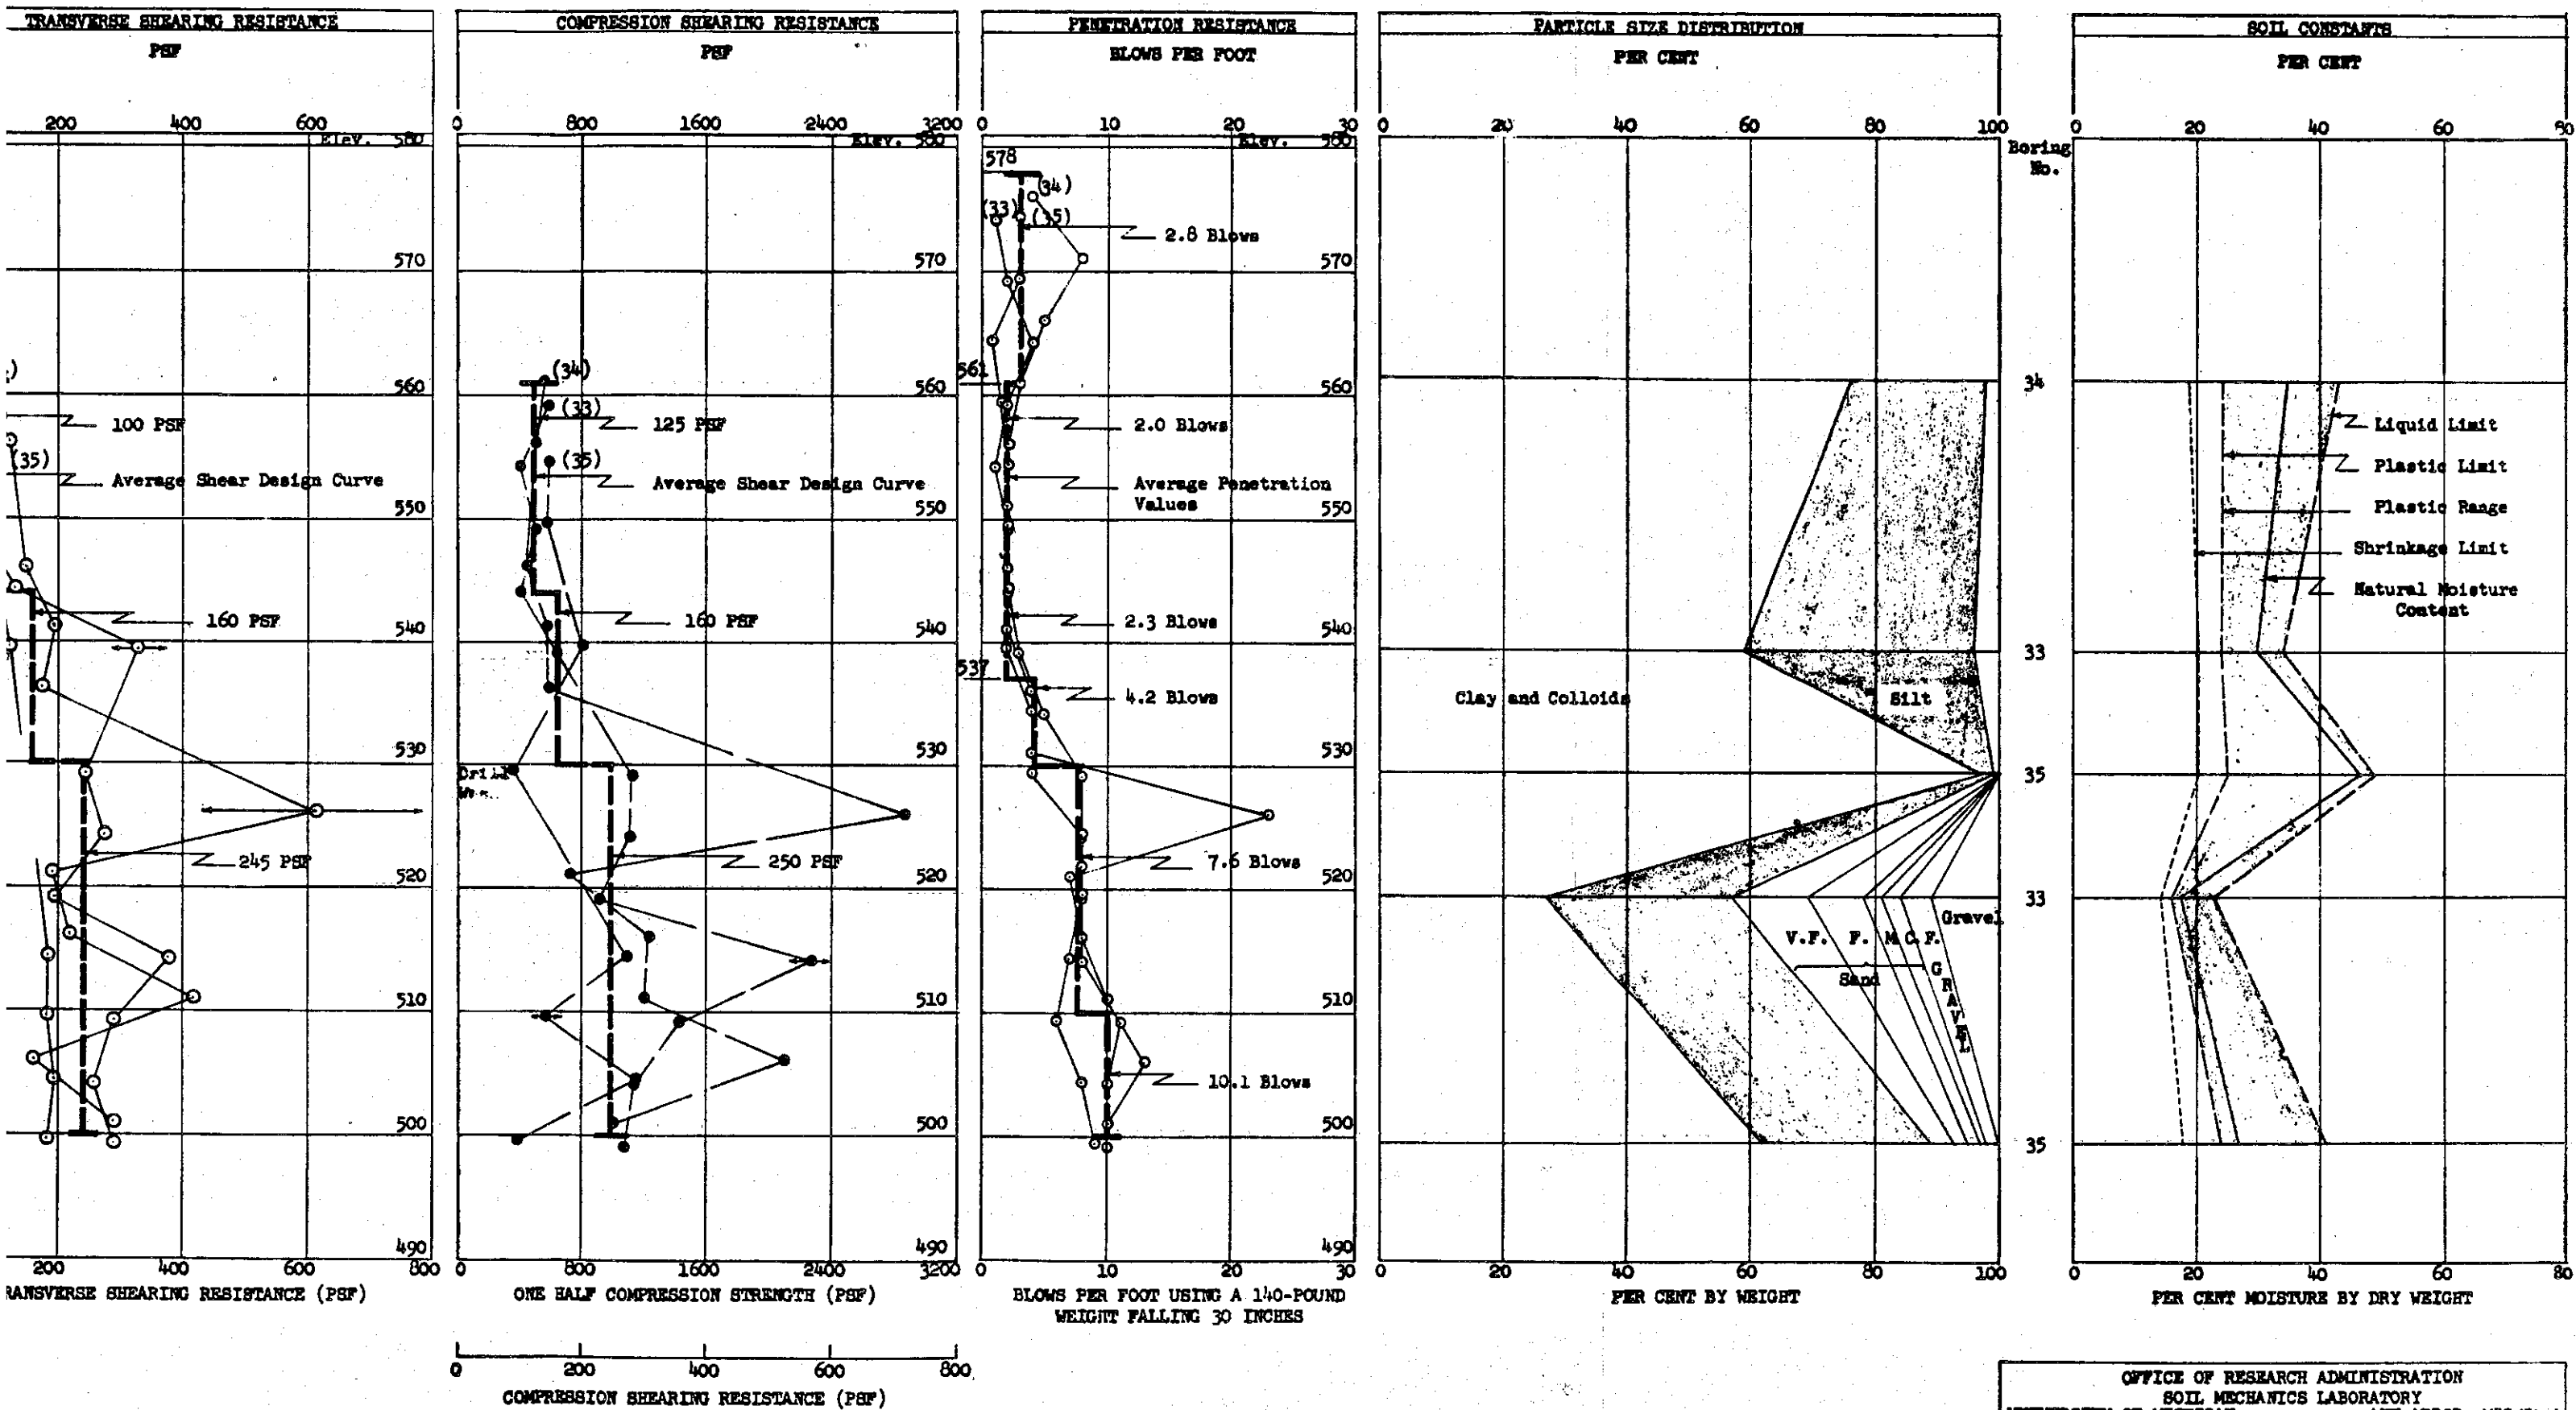 TRANSVERSE SHEARING RESISTANCE
PSF
200 400 600
Elev. 580
570
560
100 PSF
(35)
Average Shear Design Curve
550
160 PSF
540
530
245 PSF
520
510
500
490
200 400 600 800
RANSVERSE SHEARING RESISTANCE (PSF)
COMPRESSION SHEARING RESISTANCE
PSF
0 800 1600 2400 3200
Elev. 580
570
(34)
560
(33)
125 PSF
(35)
Average Shear Design Curve
550
160 PSF
540
530
Drill
250 PSF
520
510
500
490
0 800 1600 2400 3200
ONE HALF COMPRESSION STRENGTH (PSF)
0 200 400 600 800
COMPRESSION SHEARING RESISTANCE (PSF)
PENETRATION RESISTANCE
BLOWS PER FOOT
0 10 20 30
Elev. 580
578
(34)
(33) (35)
2.8 Blows
570
561
560
2.0 Blows
Average Penetration
Values
550
2.3 Blows
540
537
4.2 Blows
530
7.6 Blows
520
510
10.1 Blows
500
490
0 10 20 30
BLOWS PER FOOT USING A 140-POUND
WEIGHT FALLING 30 INCHES
PARTICLE SIZE DISTRIBUTION
PER CENT
0 20 40 60 80 100
Boring
No.
34
33
Clay and Colloids
Silt
35
33
Gravel
V.F. F. M. C. F.
Sand
GRAVEL
35
0 20 40 60 80 100
PER CENT BY WEIGHT
SOIL CONSTANTS
PER CENT
0 20 40 60 80
Liquid Limit
Plastic Limit
Plastic Range
Shrinkage Limit
Natural Moisture
Content
0 20 40 60 80
PER CENT MOISTURE BY DRY WEIGHT
OFFICE OF RESEARCH ADMINISTRATION
SOIL MECHANICS LABORATORY